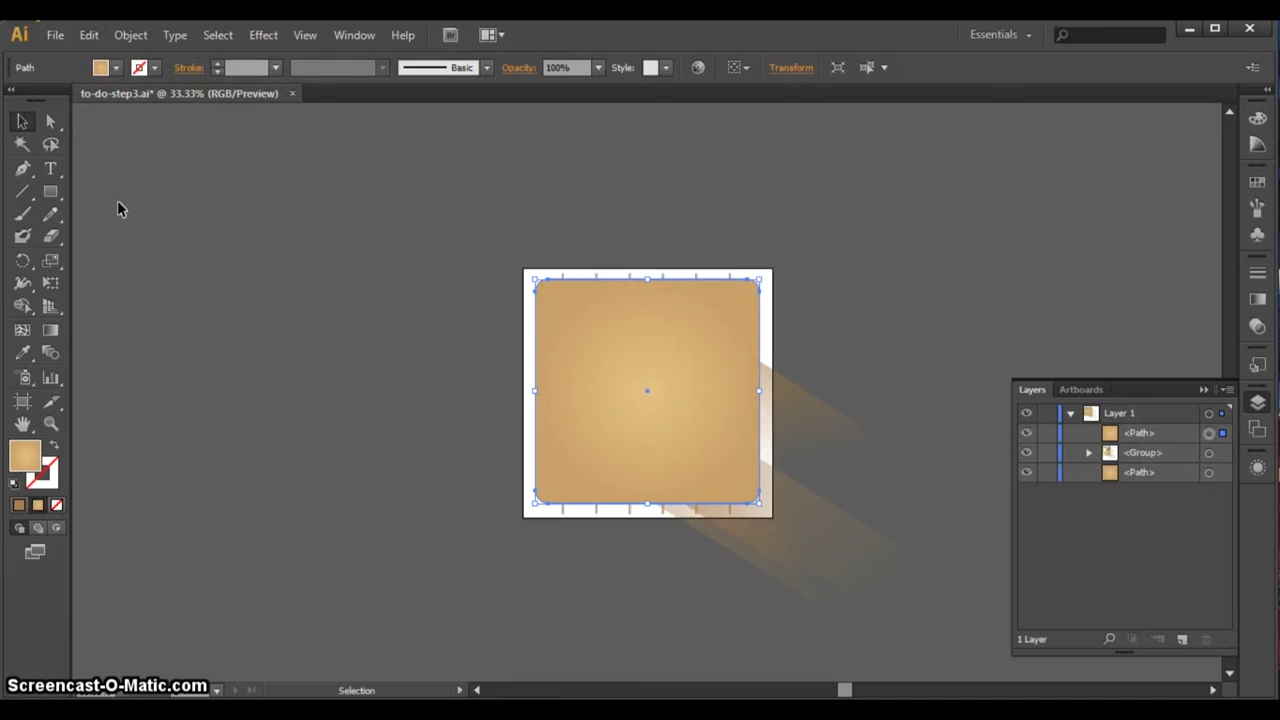 Ai File Edit Object Type Select Effect View Window Help Br Essentials
Path Stroke: Basic Opacity: 100% Style: Transform
to-do-step3.ai* @ 33.33% (RGB/Preview) ×
Layers Artboards
Layer 1
<Path>
<Group>
<Path>
1 Layer
Screencast-O-Matic.com
Selection